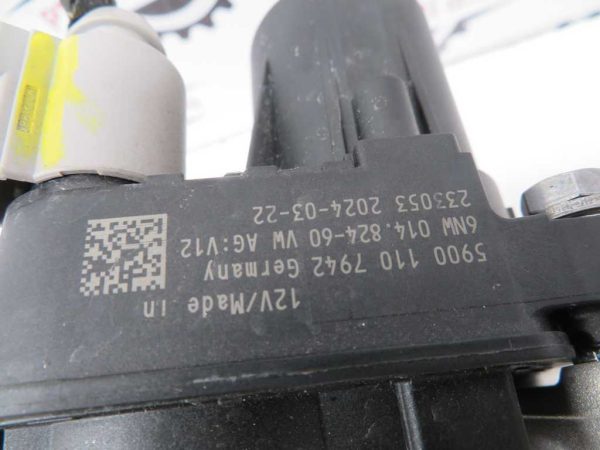 12V/Made in
5900 110 7942 Germany
6NW 014.824-60 VW AG:V12
233053 2024-03-22